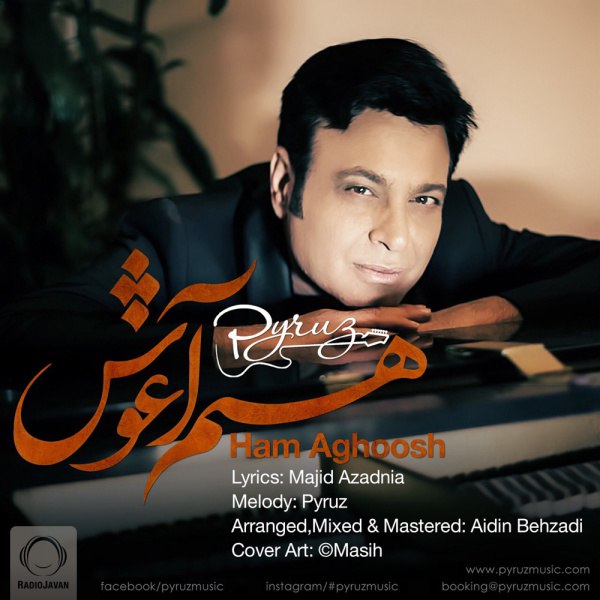 هم آغوش
Pyruz
Ham Aghoosh
Lyrics: Majid Azadnia
Melody: Pyruz
Arranged,Mixed & Mastered: Aidin Behzadi
Cover Art: ©Masih
RADIOJAVAN
facebook/pyruzmusic
instagram/#pyruzmusic
www.pyruzmusic.com
booking@pyruzmusic.com